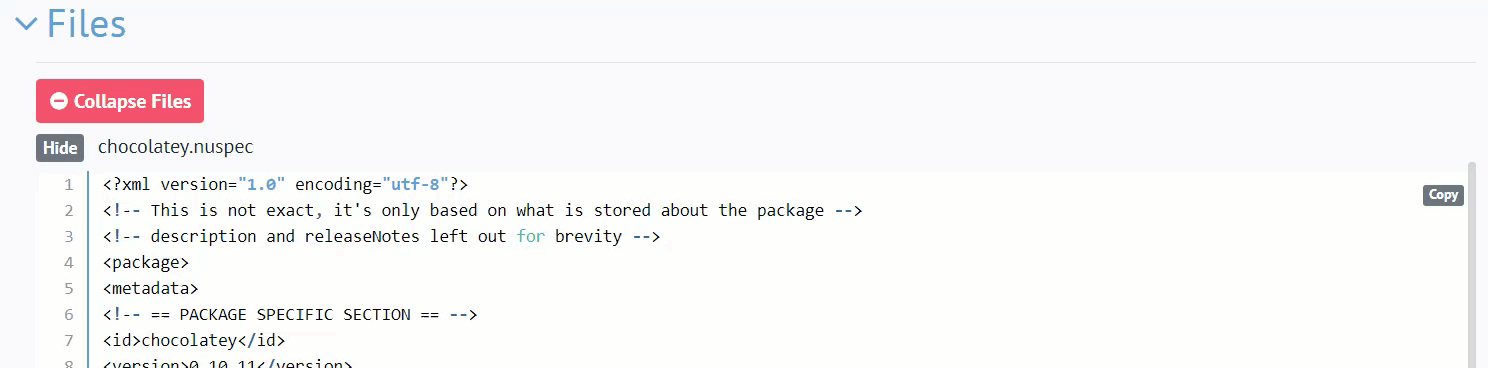 Files
Collapse Files
Hide chocolatey.nuspec
Copy
1 <?xml version="1.0" encoding="utf-8"?>
2 <!-- This is not exact, it's only based on what is stored about the package -->
3 <!-- description and releaseNotes left out for brevity -->
4 <package>
5 <metadata>
6 <!-- == PACKAGE SPECIFIC SECTION == -->
7 <id>chocolatey</id>
8 <version>0.10.11</version>